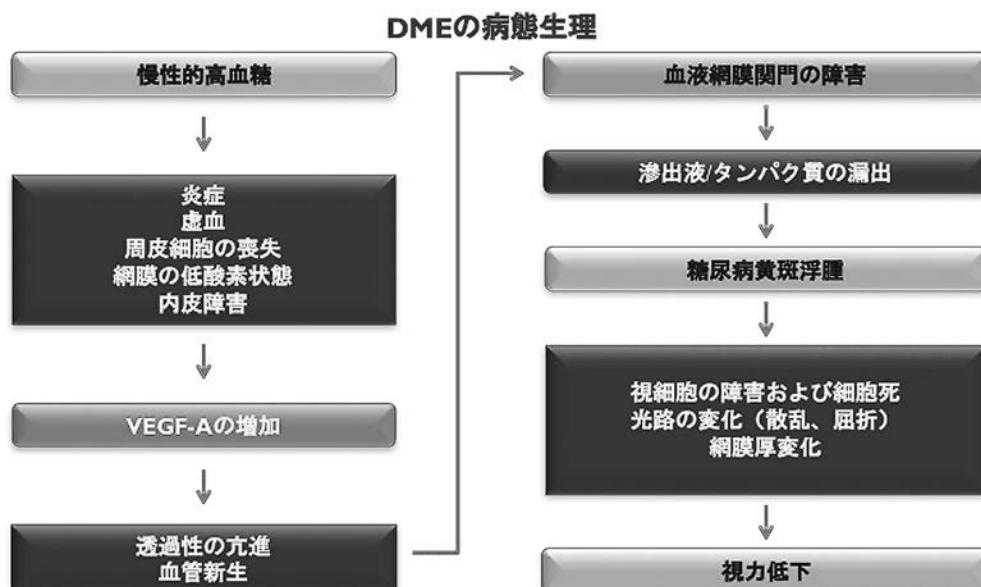 DMEの病態生理
慢性的高血糖
炎症
虚血
周皮細胞の喪失
網膜の低酸素状態
内皮障害
VEGF-Aの増加
透過性の亢進
血管新生
血液網膜関門の障害
滲出液/タンパク質の漏出
糖尿病黄斑浮腫
視細胞の障害および細胞死
光路の変化（散乱、屈折）
網膜厚変化
視力低下